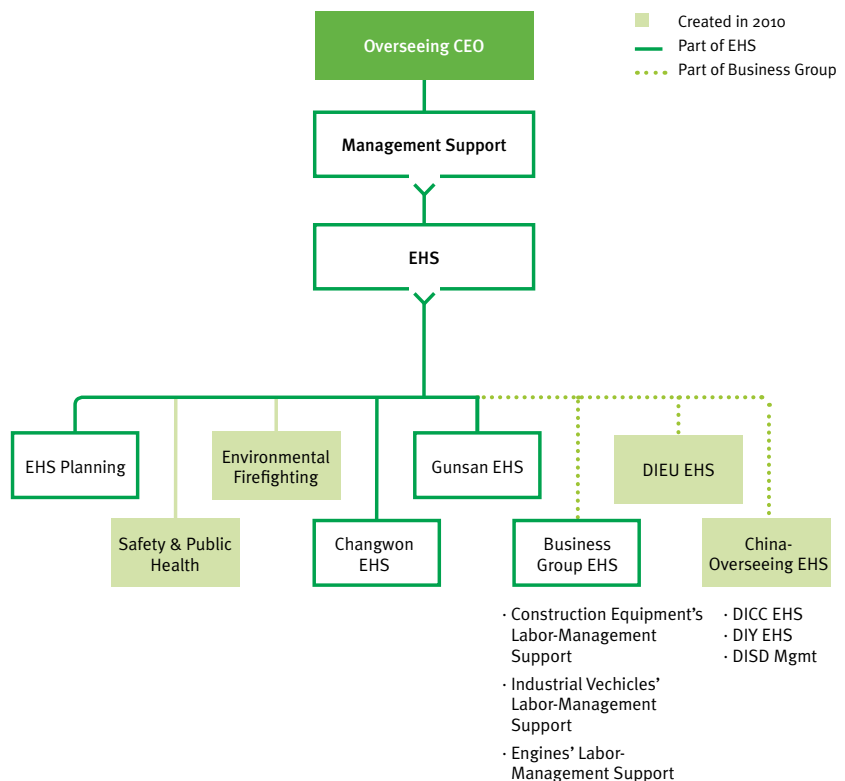 Overseeing CEO
Created in 2010
Part of EHS
Part of Business Group
Management Support
EHS
EHS Planning
Environmental
Firefighting
Gunsan EHS
DIEU EHS
Safety & Public
Health
Changwon
EHS
Business
Group EHS
China-
Overseeing EHS
· Construction Equipment’s
Labor-Management
Support
· Industrial Vechicles’
Labor-Management
Support
· Engines’ Labor-
Management Support
· DICC EHS
· DIY EHS
· DISD Mgmt